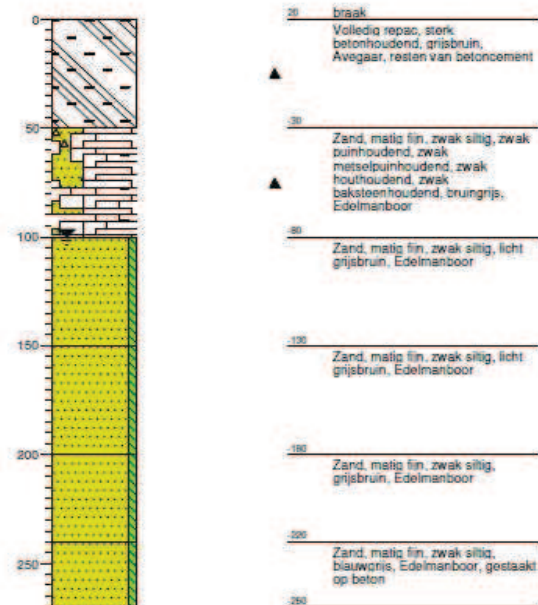 0
50
100
150
200
250
20
braak
Volledig repac, sterk
betonhoudend, grijsbruin,
Avegaar, resten van betoncement
-30
Zand, matig fijn, zwak siltig, zwak
puinhoudend, zwak
metselpuinhoudend, zwak
houthoudend, zwak
baksteenhoudend, bruingrijs,
Edelmanboor
-80
Zand, matig fijn, zwak siltig, licht
grijsbruin, Edelmanboor
-130
Zand, matig fijn, zwak siltig, licht
grijsbruin, Edelmanboor
-180
Zand, matig fijn, zwak siltig,
grijsbruin, Edelmanboor
-220
Zand, matig fijn, zwak siltig,
blauwgrijs, Edelmanboor, gestaakt
op beton
-250